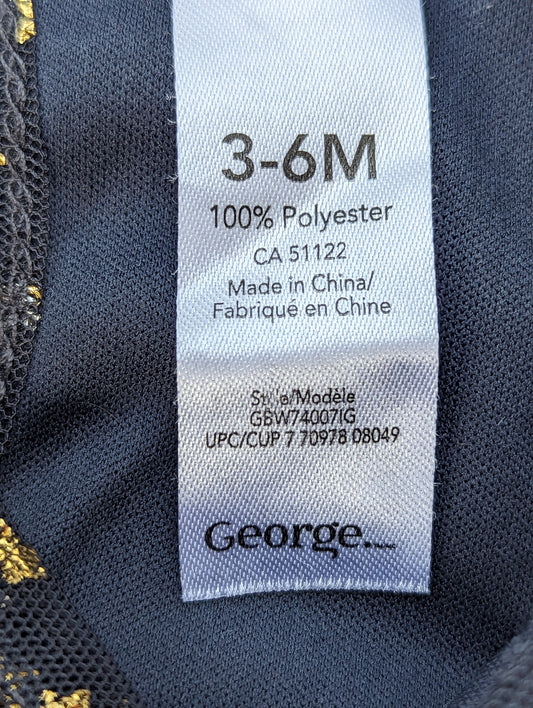 3-6M
100% Polyester
CA 51122
Made in China/
Fabriqué en Chine
Style/Modèle
GBW74007IG
UPC/CUP 7 70978 08049
George.